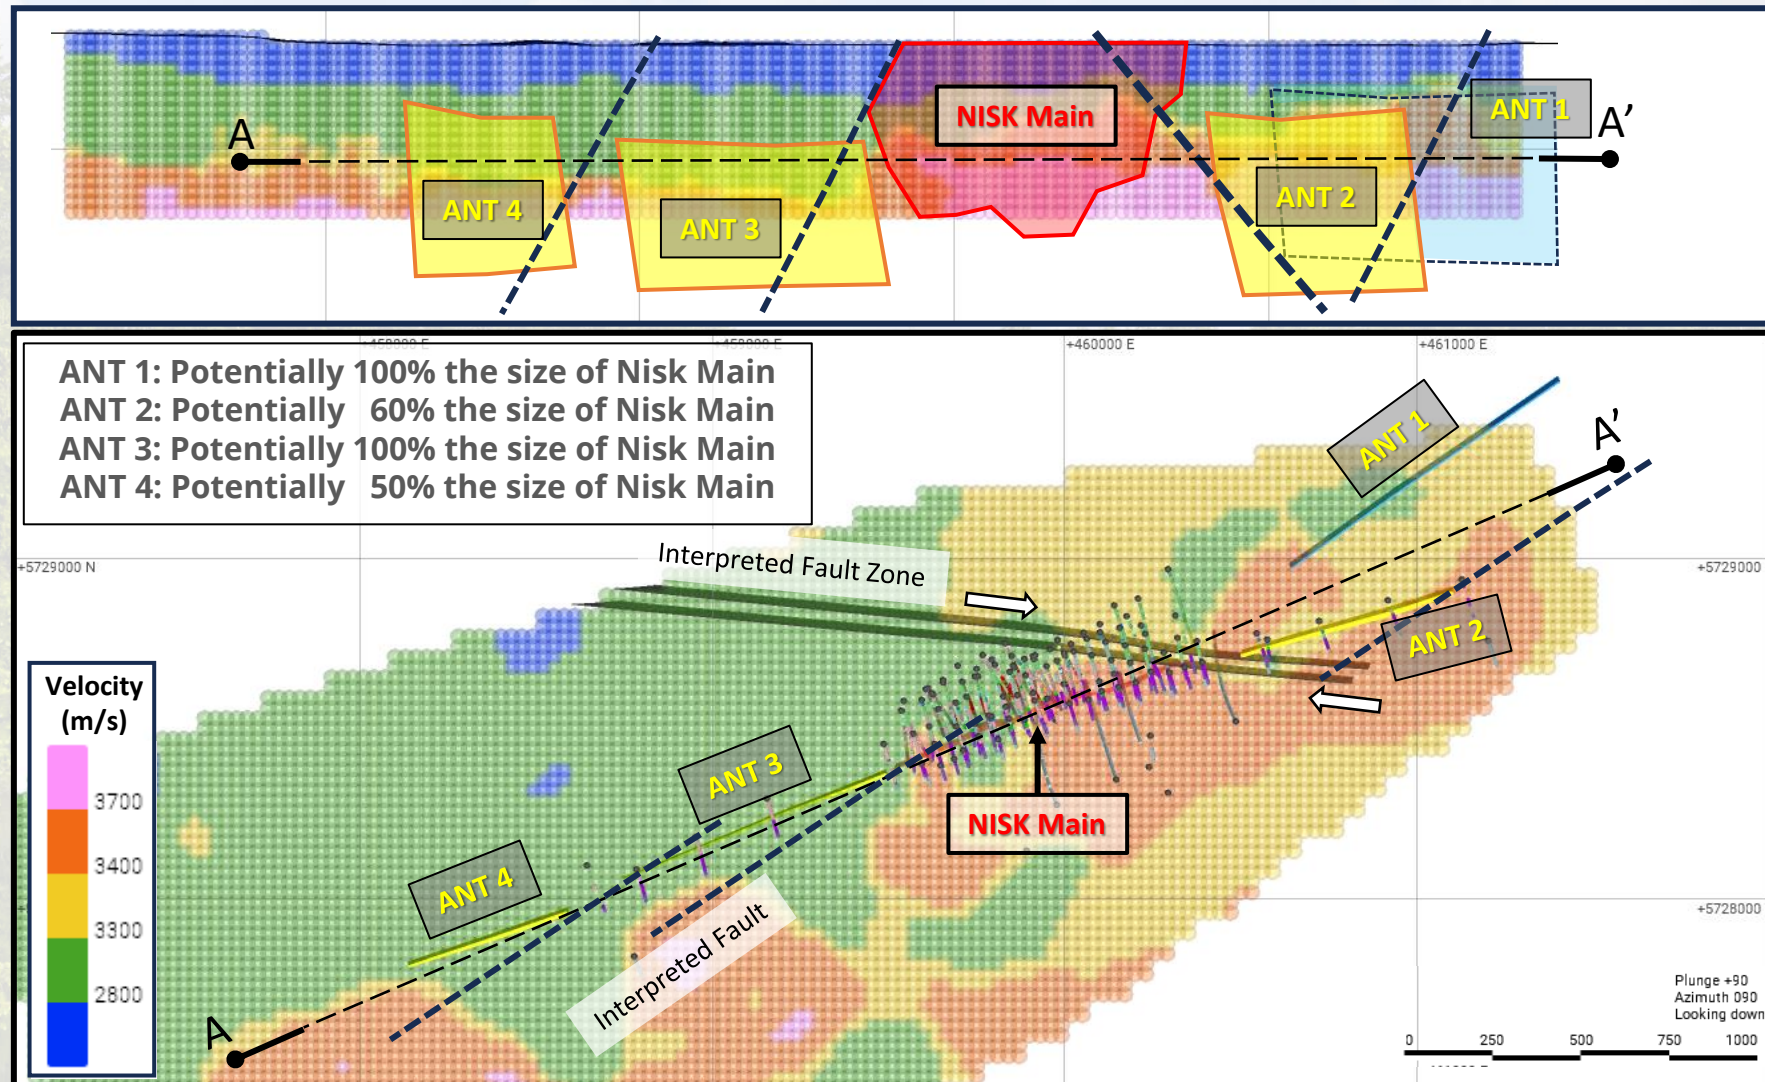 A
NISK Main
ANT 1
A'
ANT 4
ANT 3
ANT 2
+458000 E
+459000 E
+460000 E
+461000 E
ANT 1: Potentially 100% the size of Nisk Main
ANT 2: Potentially 60% the size of Nisk Main
ANT 3: Potentially 100% the size of Nisk Main
ANT 4: Potentially 50% the size of Nisk Main
ANT 1
A'
Interpreted Fault Zone
+5729000 N
+5729000
ANT 2
Velocity
(m/s)
3700
3400
3300
2800
ANT 3
NISK Main
ANT 4
Interpreted Fault
+5728000
A
Plunge +90
Azimuth 090
Looking down
0 250 500 750 1000